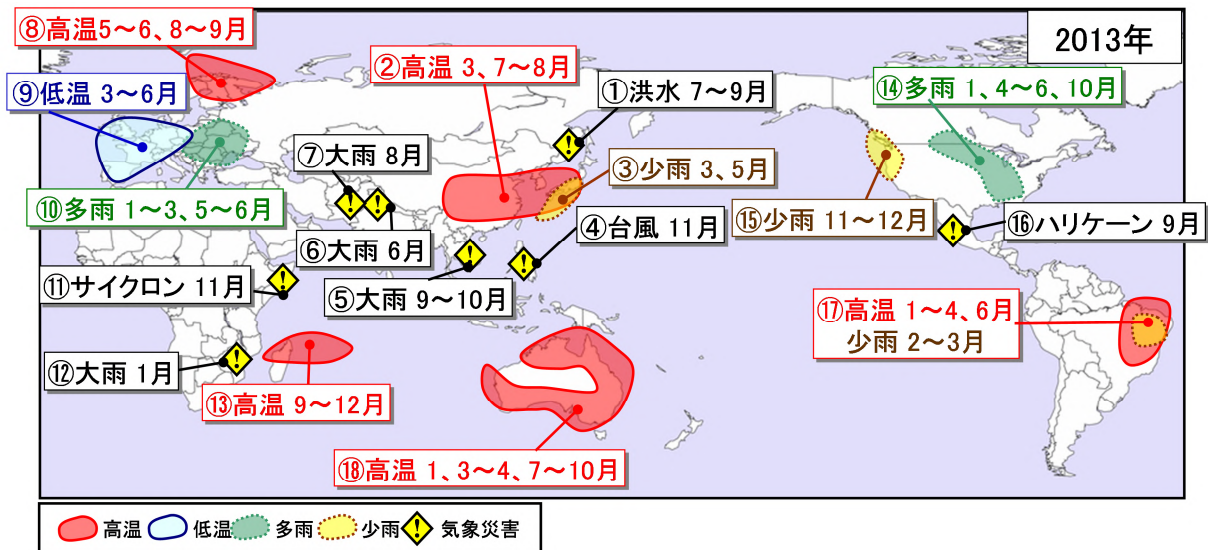 2013年
⑧高温5～6、8～9月
②高温 3、7～8月
①洪水 7～9月
⑭多雨 1、4～6、10月
⑨低温 3～6月
⑦大雨 8月
③少雨 3、5月
⑩多雨 1～3、5～6月
⑥大雨 6月
④台風 11月
⑮少雨 11～12月
⑯ハリケーン 9月
⑪サイクロン 11月
⑤大雨 9～10月
⑰高温 1～4、6月
少雨 2～3月
⑫大雨 1月
⑬高温 9～12月
⑱高温 1、3～4、7～10月
高温 低温 多雨 少雨 気象災害